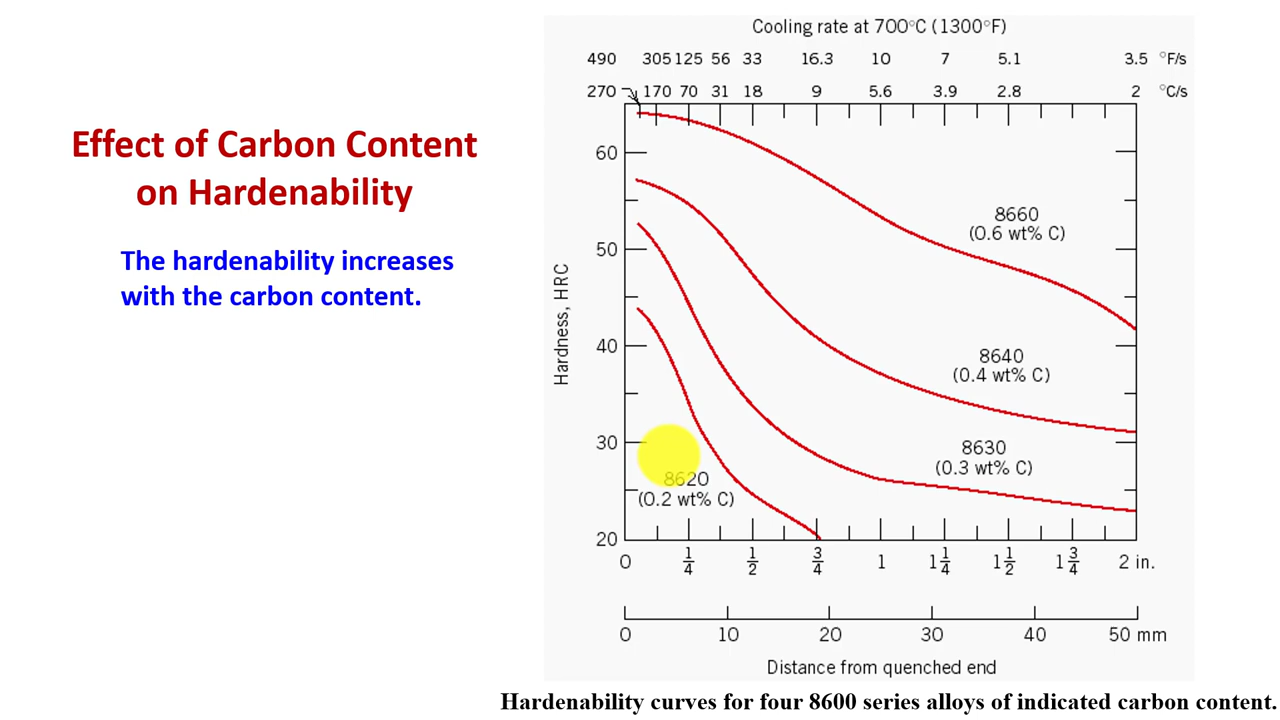 Effect of Carbon Content
on Hardenability
The hardenability increases
with the carbon content.
Cooling rate at 700°C (1300°F)
490 305 125 56 33 16.3 10 7 5.1 3.5 °F/s
270 170 70 31 18 9 5.6 3.9 2.8 2 °C/s
Hardness, HRC
60
50
40
30
20
8660
(0.6 wt% C)
8640
(0.4 wt% C)
8630
(0.3 wt% C)
8620
(0.2 wt% C)
0 1/4 1/2 3/4 1 1 1/4 1 1/2 1 3/4 2 in.
0 10 20 30 40 50 mm
Distance from quenched end
Hardenability curves for four 8600 series alloys of indicated carbon content.